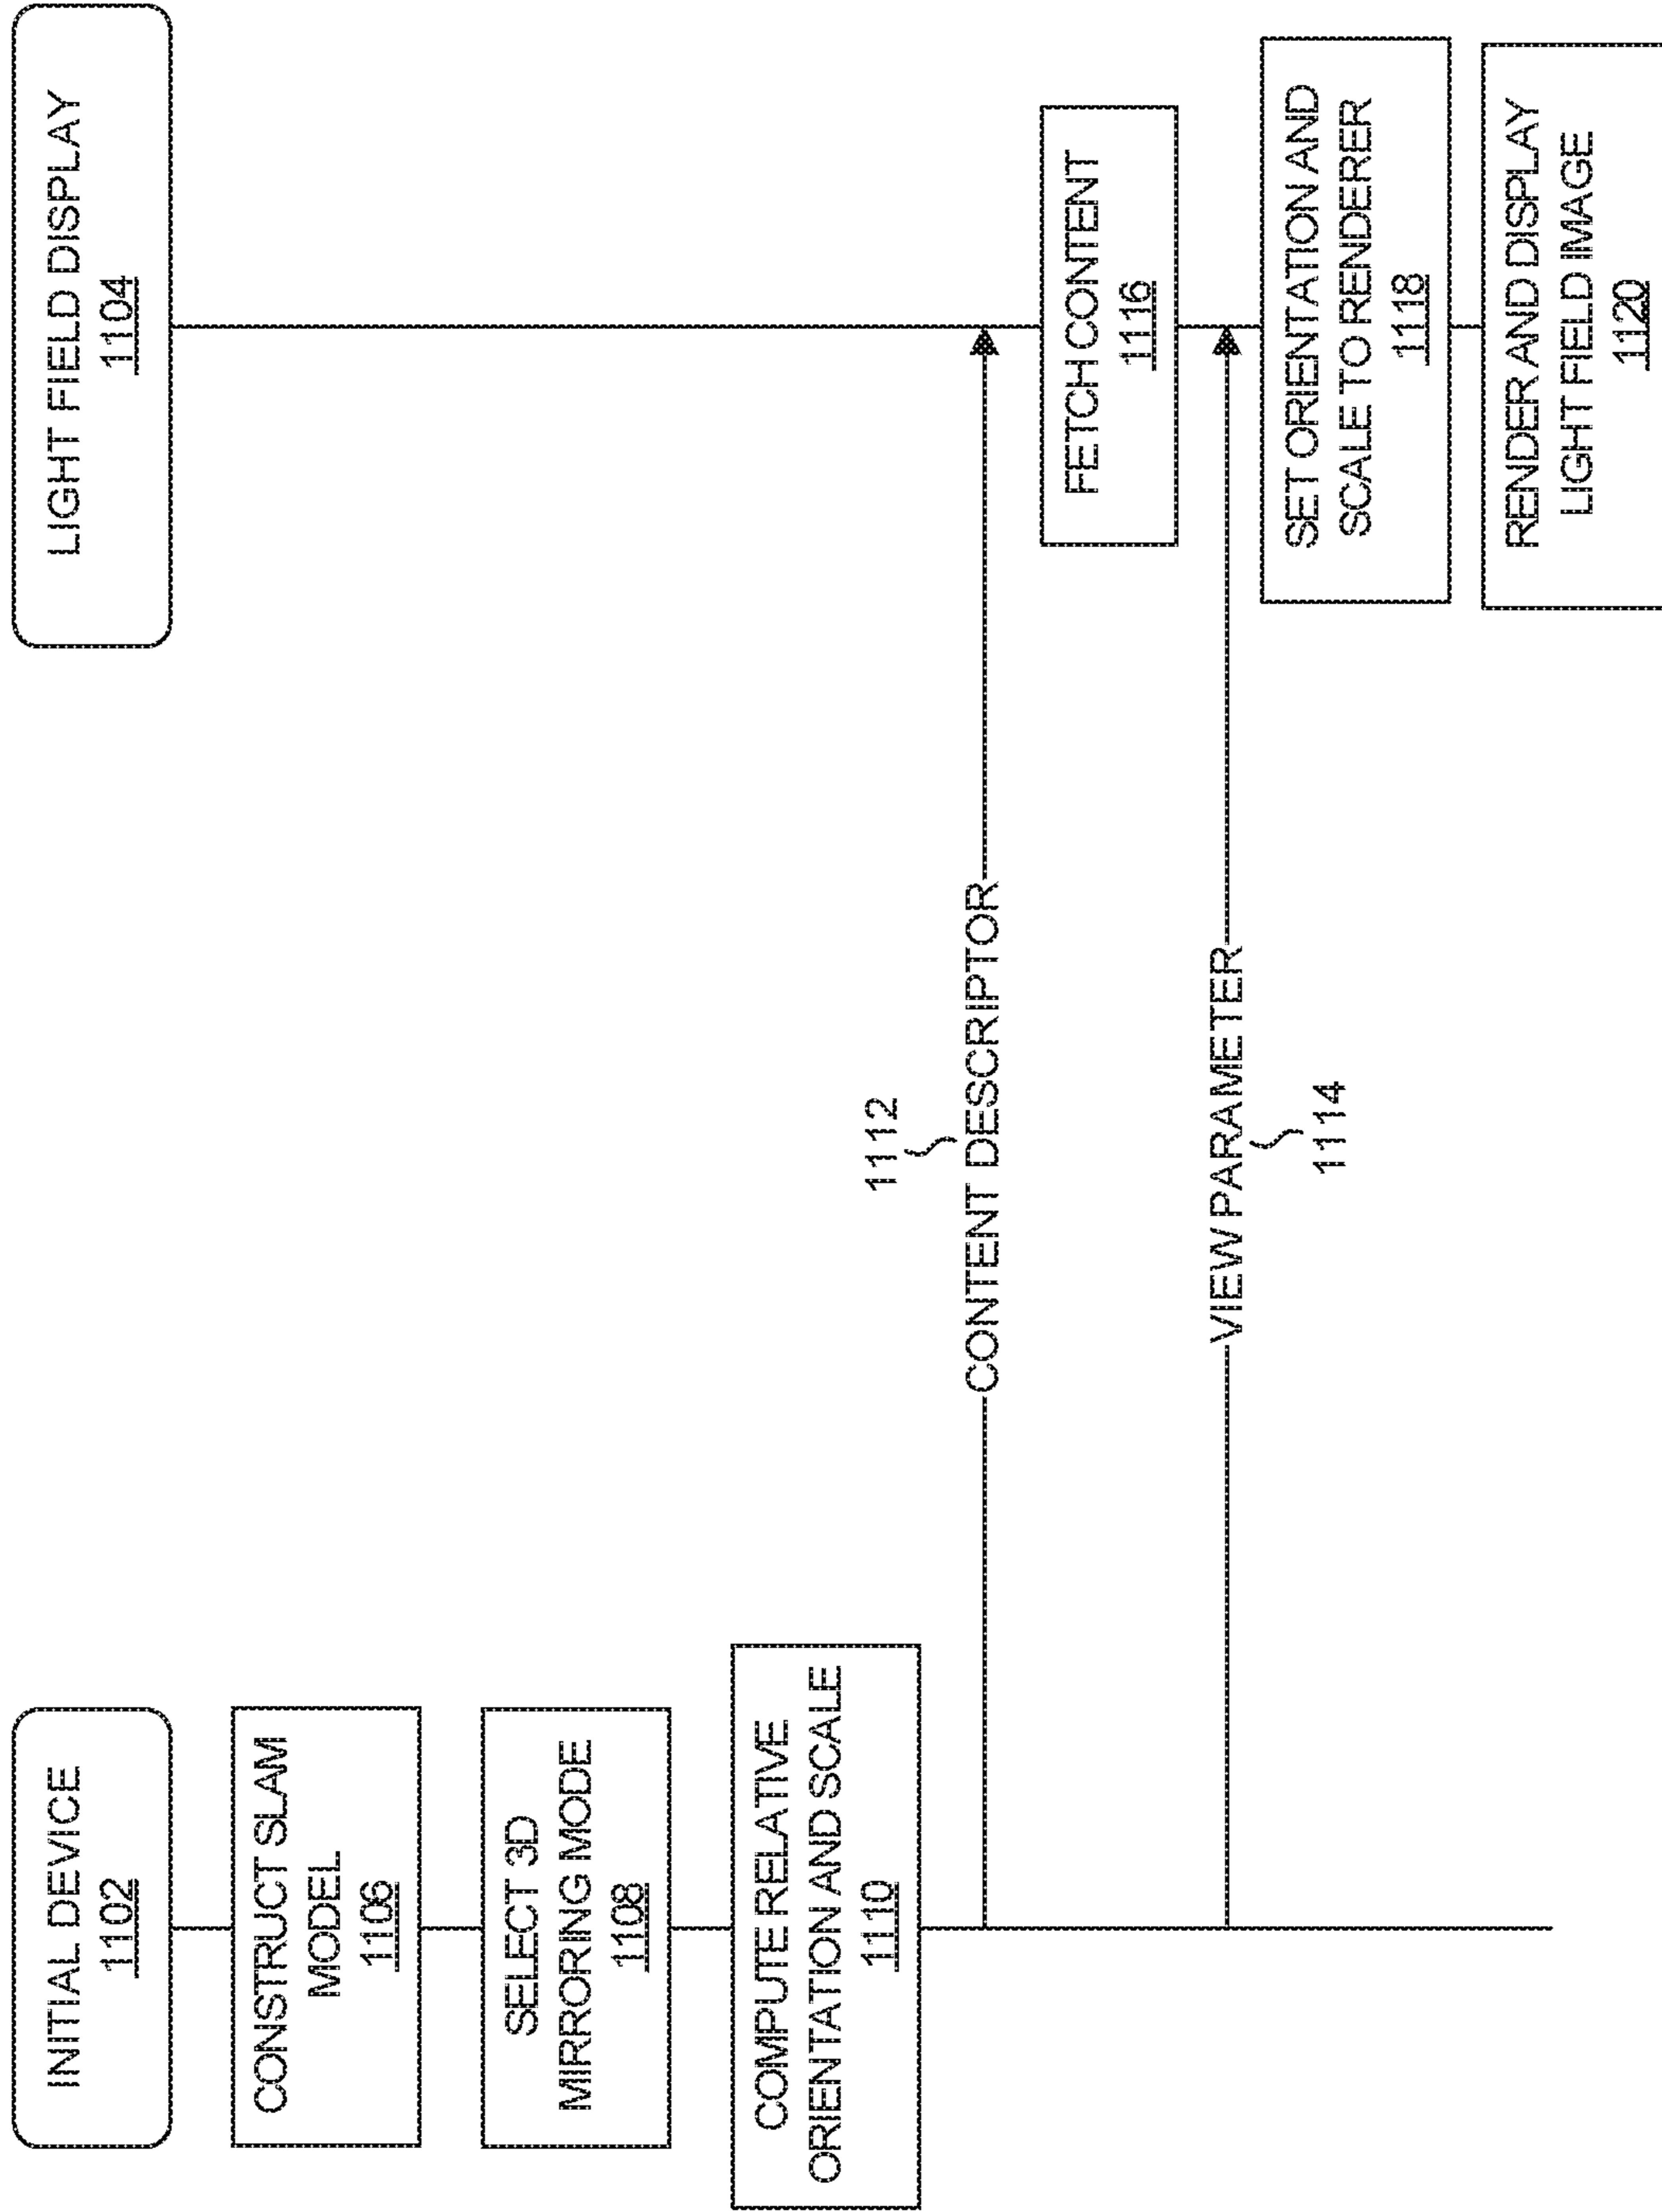 INITIAL DEVICE
1102
LIGHT FIELD DISPLAY
1104
CONSTRUCT SLAM
MODEL
1106
SELECT 3D
MIRRORING MODE
1108
COMPUTE RELATIVE
ORIENTATION AND SCALE
1110
1112
CONTENT DESCRIPTOR
FETCH CONTENT
1116
VIEW PARAMETER
1114
SET ORIENTATION AND
SCALE TO RENDERER
1118
RENDER AND DISPLAY
LIGHT FIELD IMAGE
1120